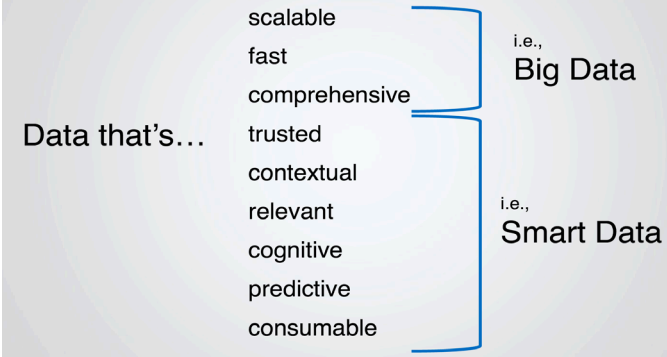 Data that's...
scalable
fast
comprehensive
trusted
contextual
relevant
cognitive
predictive
consumable
i.e.,
Big Data
i.e.,
Smart Data